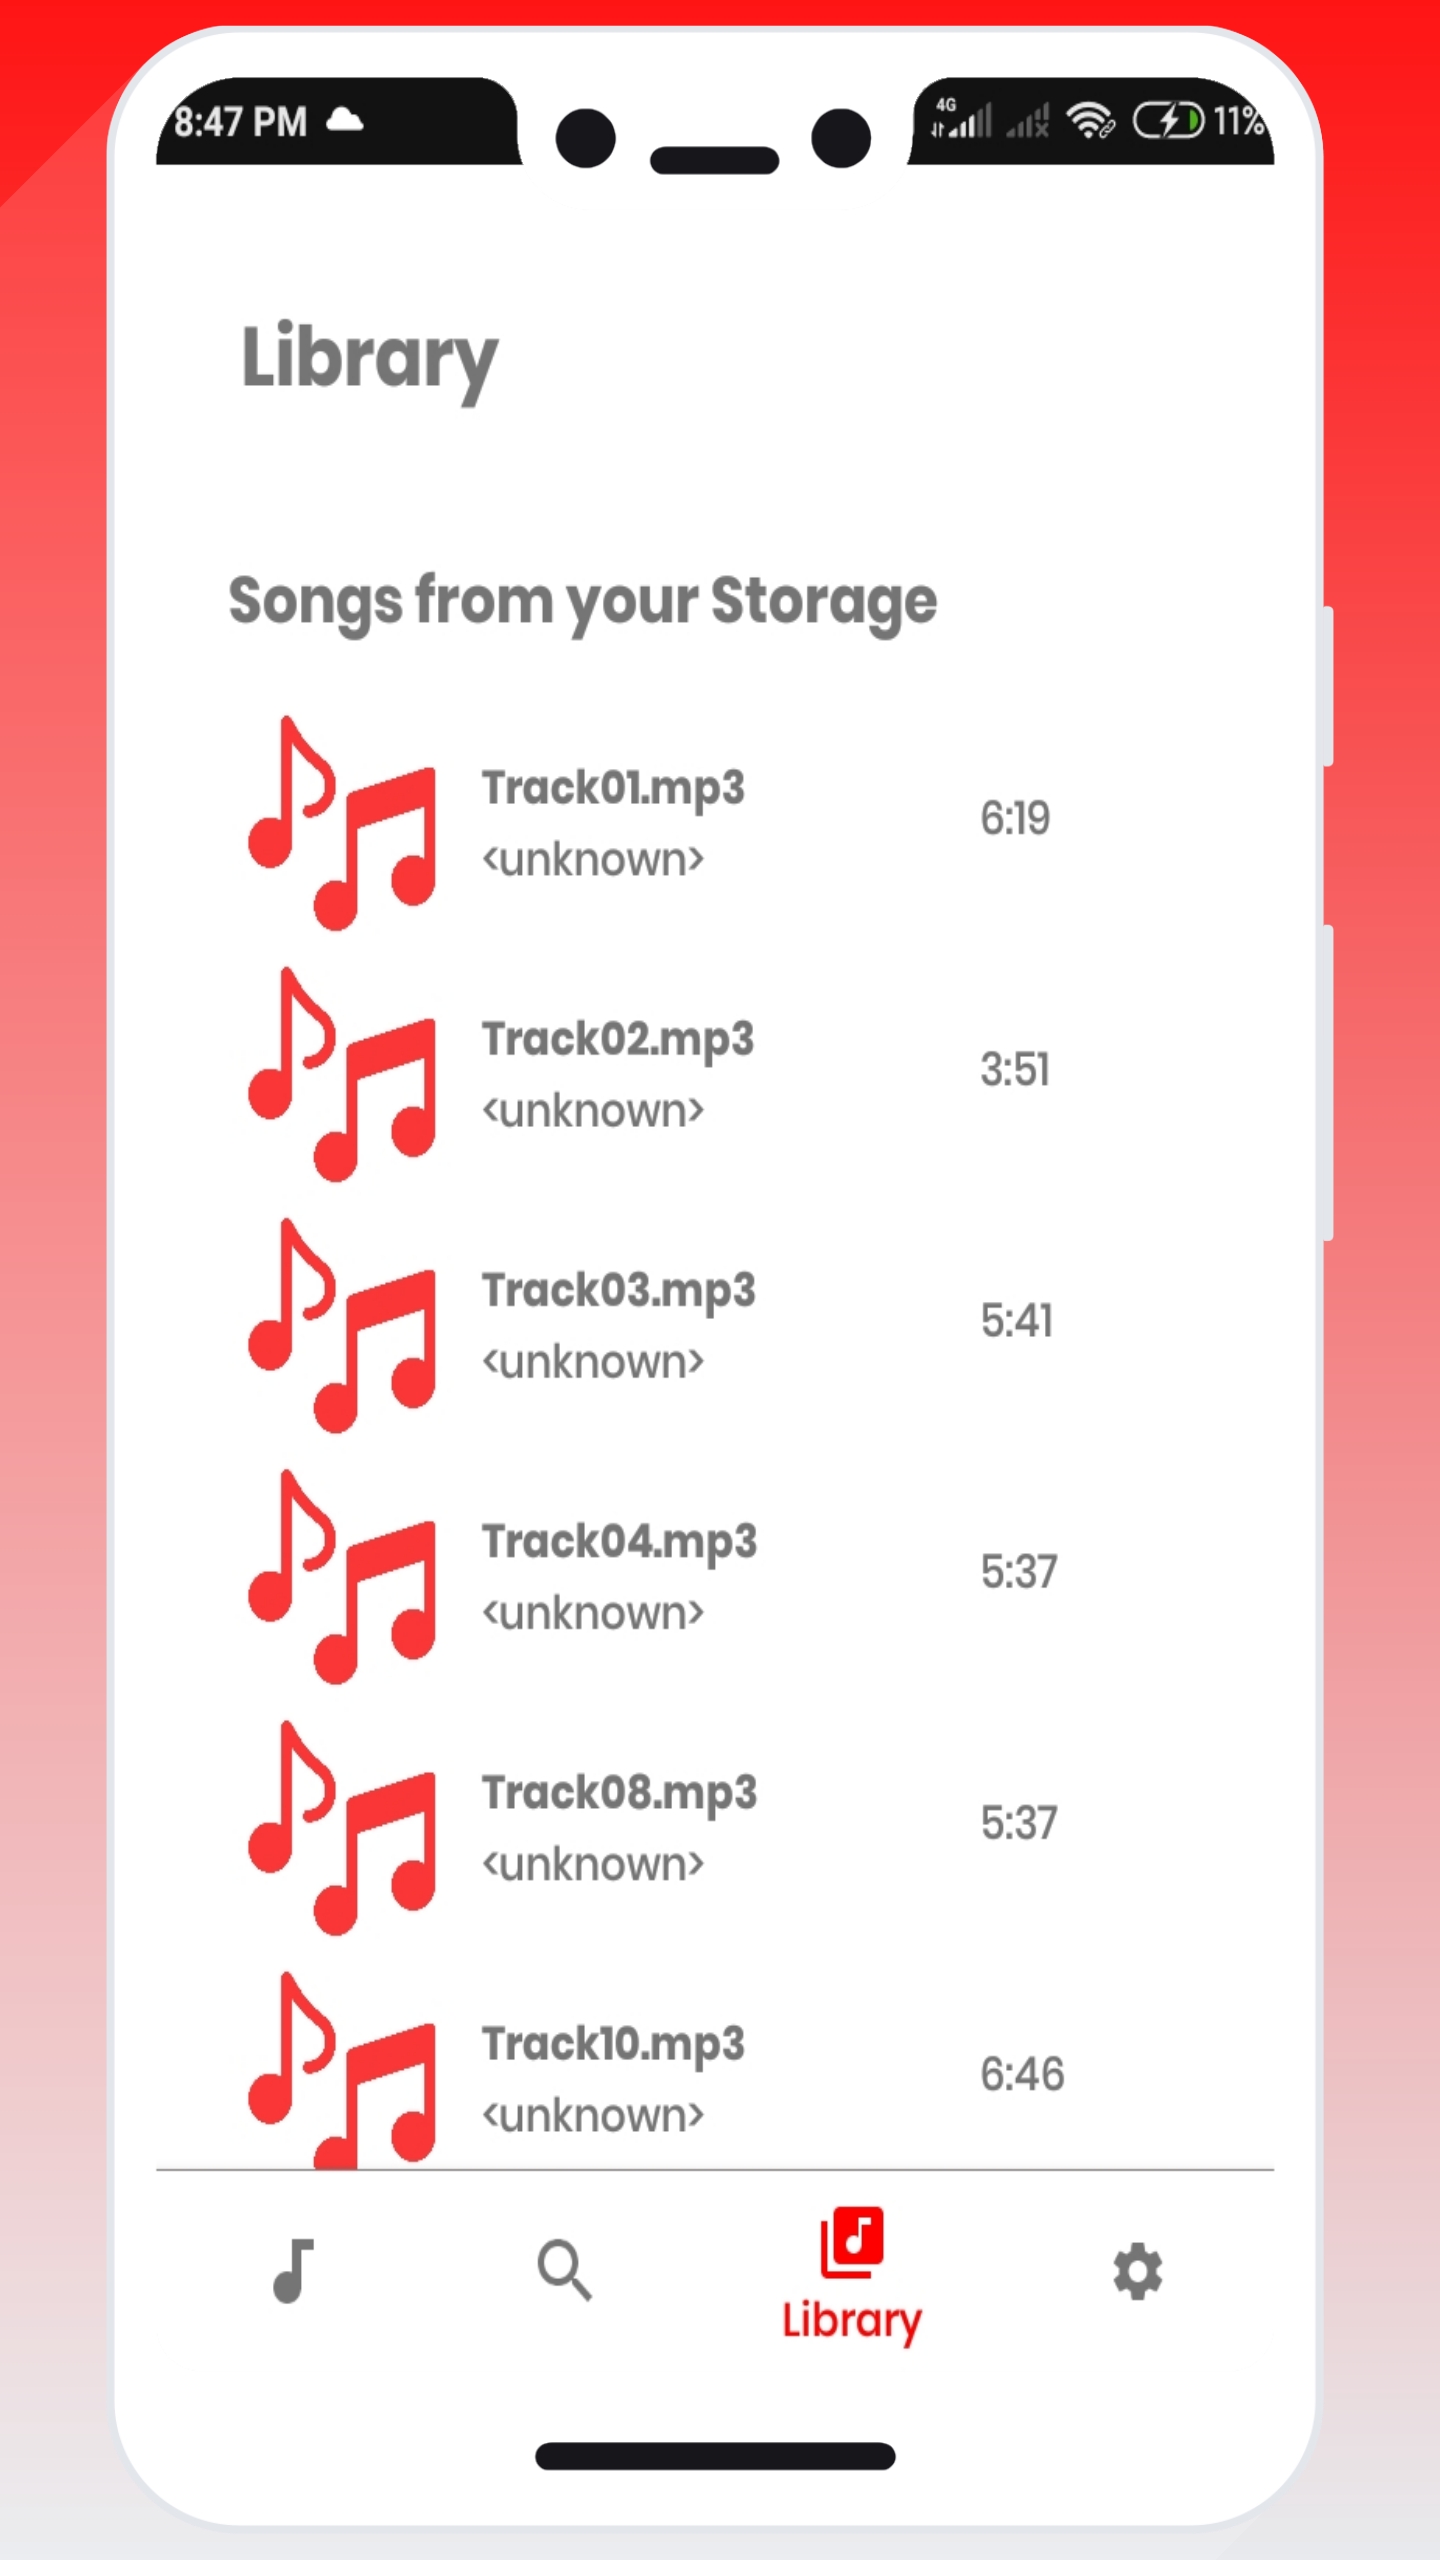 8:47 PM
4G
11%
Library
Songs from your Storage
Track01.mp3
<unknown>
6:19
Track02.mp3
<unknown>
3:51
Track03.mp3
<unknown>
5:41
Track04.mp3
<unknown>
5:37
Track08.mp3
<unknown>
5:37
Track10.mp3
<unknown>
6:46
Library